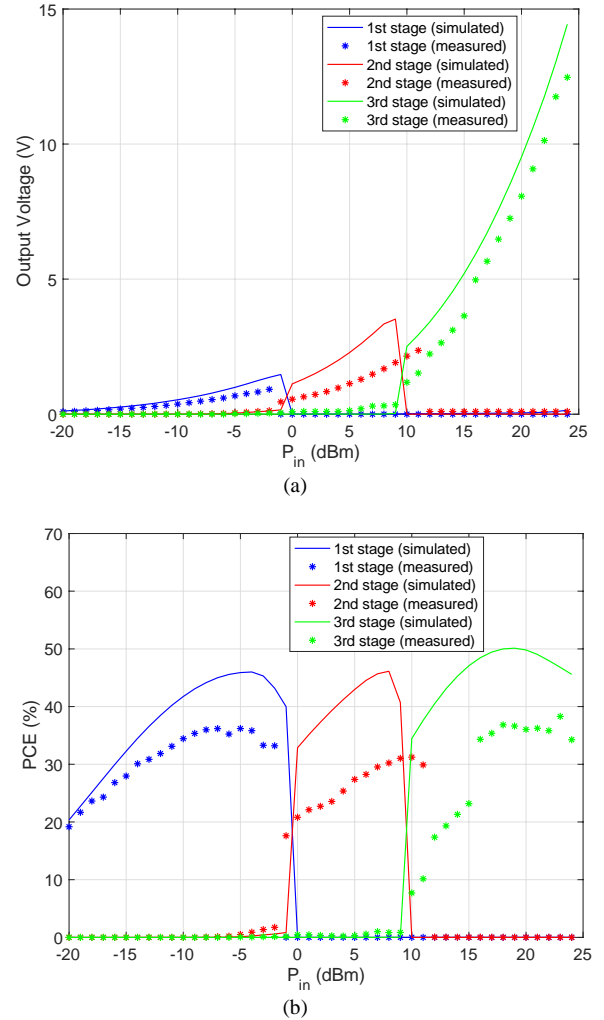 1st stage (simulated)
1st stage (measured)
2nd stage (simulated)
2nd stage (measured)
3rd stage (simulated)
3rd stage (measured)
Output Voltage (V)
15
10
5
0
-20 -15 -10 -5 0 5 10 15 20 25
P_in (dBm)
(a)
1st stage (simulated)
1st stage (measured)
2nd stage (simulated)
2nd stage (measured)
3rd stage (simulated)
3rd stage (measured)
PCE (%)
70
60
50
40
30
20
10
0
-20 -15 -10 -5 0 5 10 15 20 25
P_in (dBm)
(b)